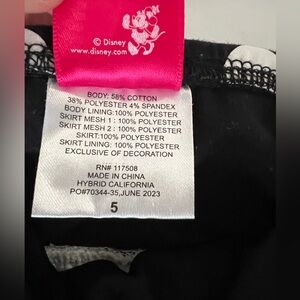 © Disney
www.disney.com
BODY: 58% COTTON
38% POLYESTER 4% SPANDEX
BODY LINING:100% POLYESTER
SKIRT MESH 1 : 100% POLYESTER
SKIRT MESH 2 : 100% POLYESTER
SKIRT:100% POLYESTER
SKIRT LINING: 100% POLYESTER
EXCLUSIVE OF DECORATION
RN# 117508
MADE IN CHINA
HYBRID CALIFORNIA
PO#70344-35,JUNE 2023
5